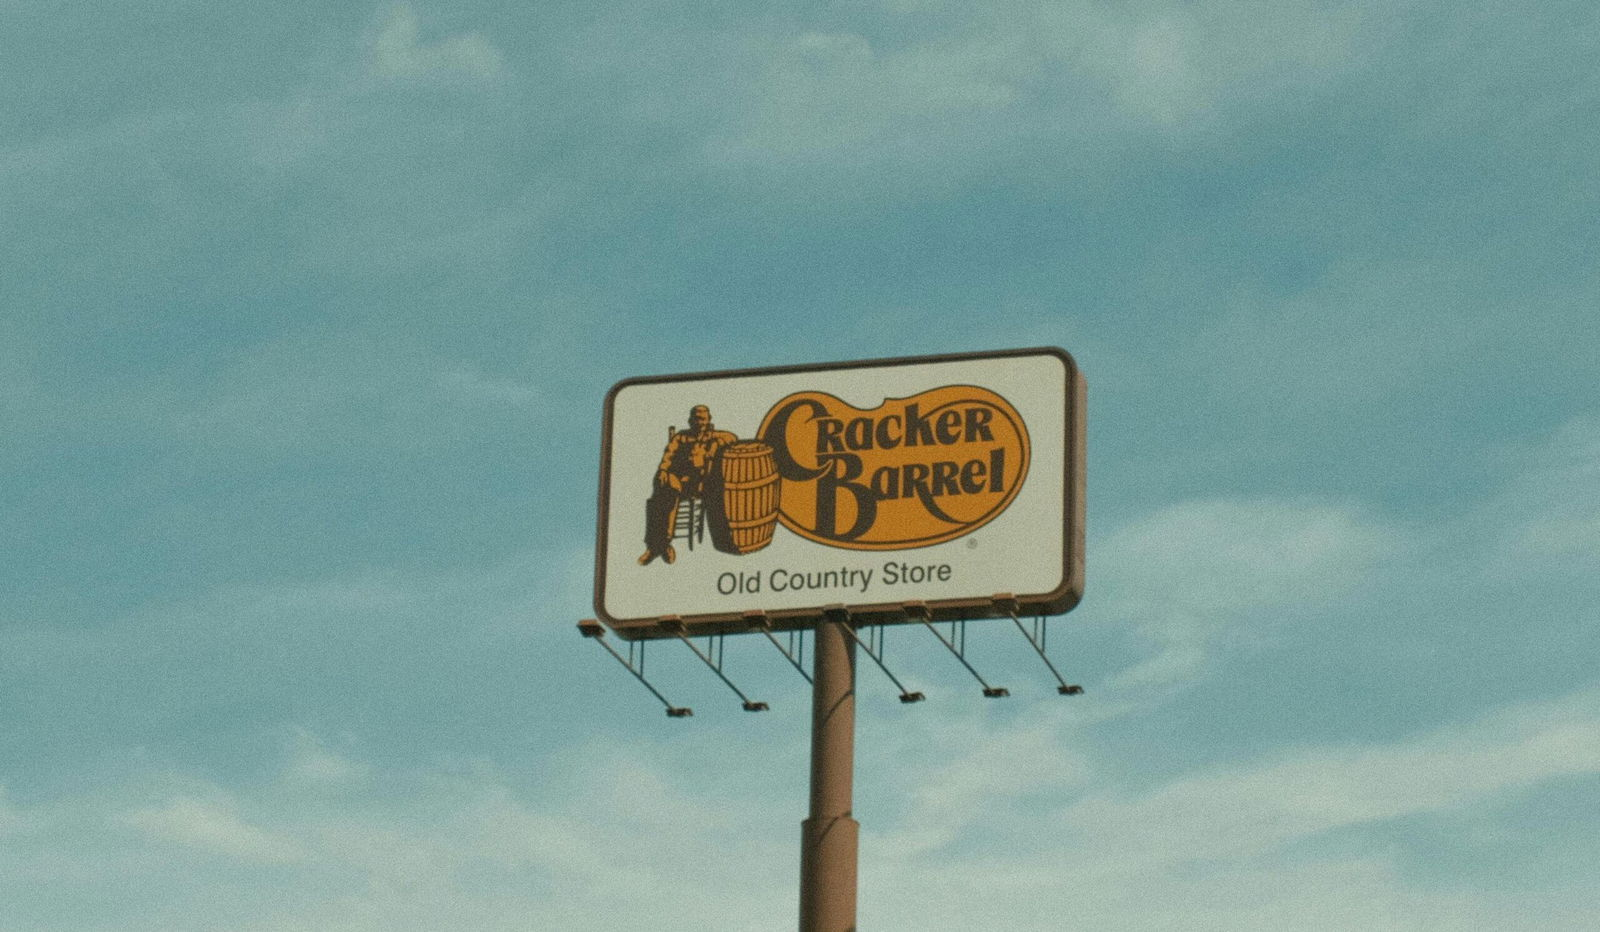 Cracker
Barrel
®
Old Country Store